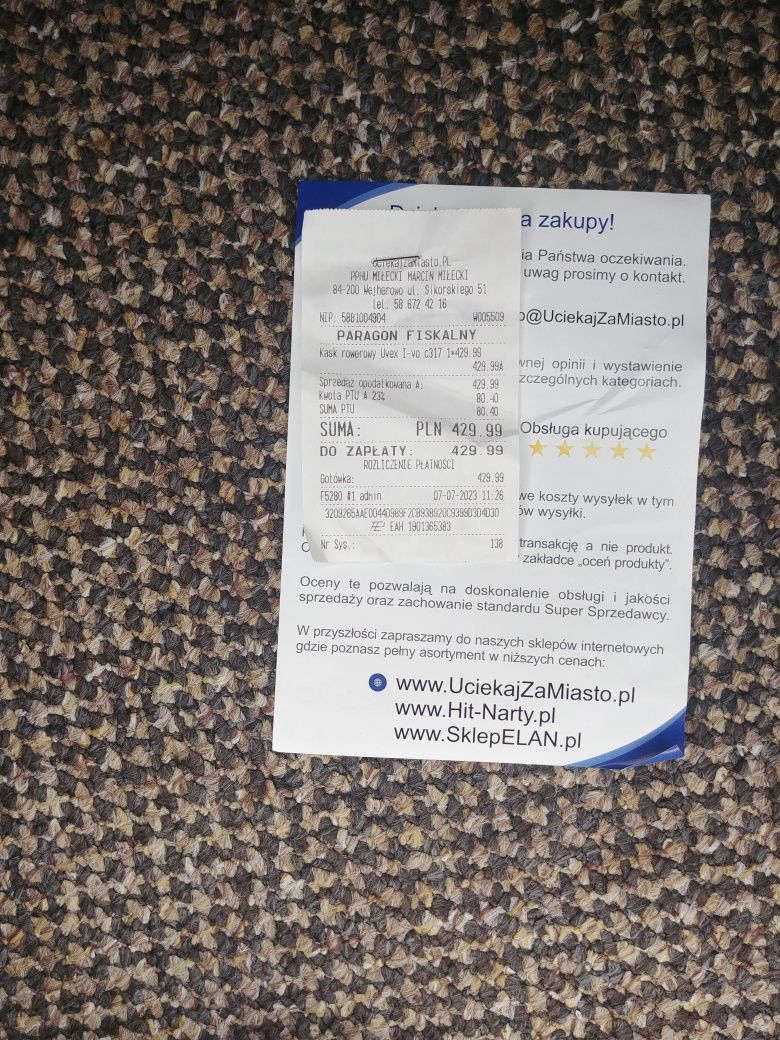 zakupy!
Państwa oczekiwania.
uwag prosimy o kontakt.
@UciekajZaMiasto.pl
opinii i wystawienie
kategoriach.
Obsługa kupującego
koszty wysyłek w tym
wysyłki.
transakcję a nie produkt.
zakładce „oceń produkty”.
UciekajZaMiasto.PL
PPHU MIŁECKI MARCIN MIŁECKI
84-200 Wejherowo ul. Sikorskiego 51
tel. 58 672 42 16
NIP: 5881004904 W005509
PARAGON FISKALNY
Kask rowerowy Uvex I-vo c317 1*429.99
429.99A
Sprzedaż opodatkowana A: 429.99
Kwota PTU A 23% 80.40
SUMA PTU 80.40
SUMA: PLN 429.99
DO ZAPŁATY: 429.99
ROZLICZENIE PŁATNOŚCI
Gotówka: 429.99
F5280 #1 admin 07-07-2023 11:26
EAH 1901365383
Nr Sys.: 138
Oceny te pozwalają na doskonalenie obsługi i jakości
sprzedaży oraz zachowanie standardu Super Sprzedawcy.
W przyszłości zapraszamy do naszych sklepów internetowych
gdzie poznasz pełny asortyment w niższych cenach:
www.UciekajZaMiasto.pl
www.Hit-Narty.pl
www.SklepELAN.pl